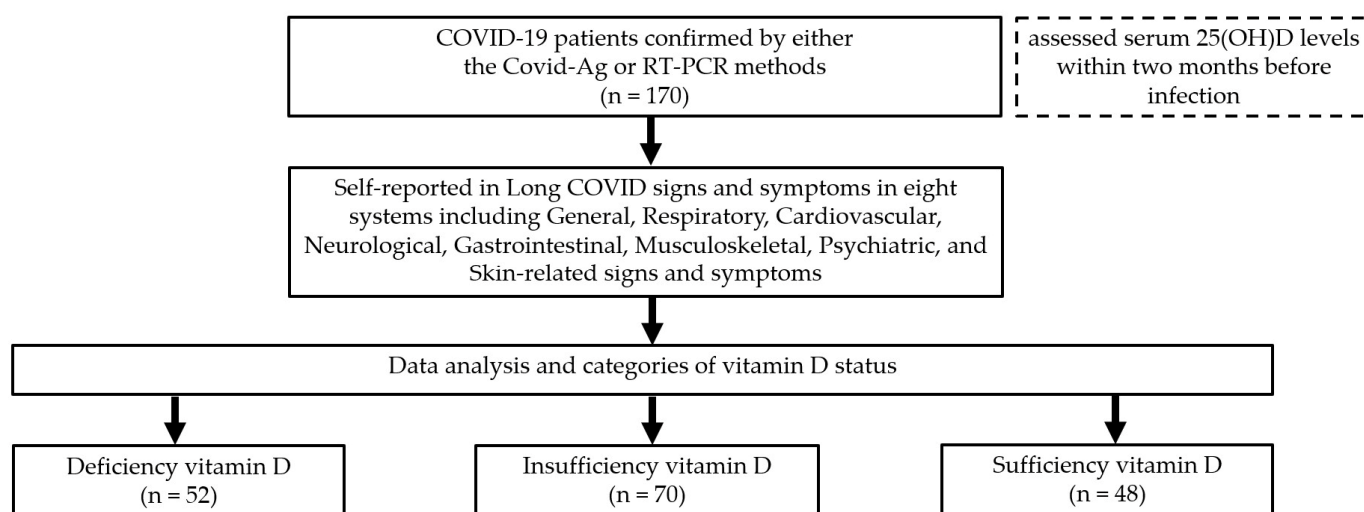 COVID-19 patients confirmed by either
the Covid-Ag or RT-PCR methods
(n = 170)
assessed serum 25(OH)D levels
within two months before
infection
Self-reported in Long COVID signs and symptoms in eight
systems including General, Respiratory, Cardiovascular,
Neurological, Gastrointestinal, Musculoskeletal, Psychiatric, and
Skin-related signs and symptoms
Data analysis and categories of vitamin D status
Deficiency vitamin D
(n = 52)
Insufficiency vitamin D
(n = 70)
Sufficiency vitamin D
(n = 48)